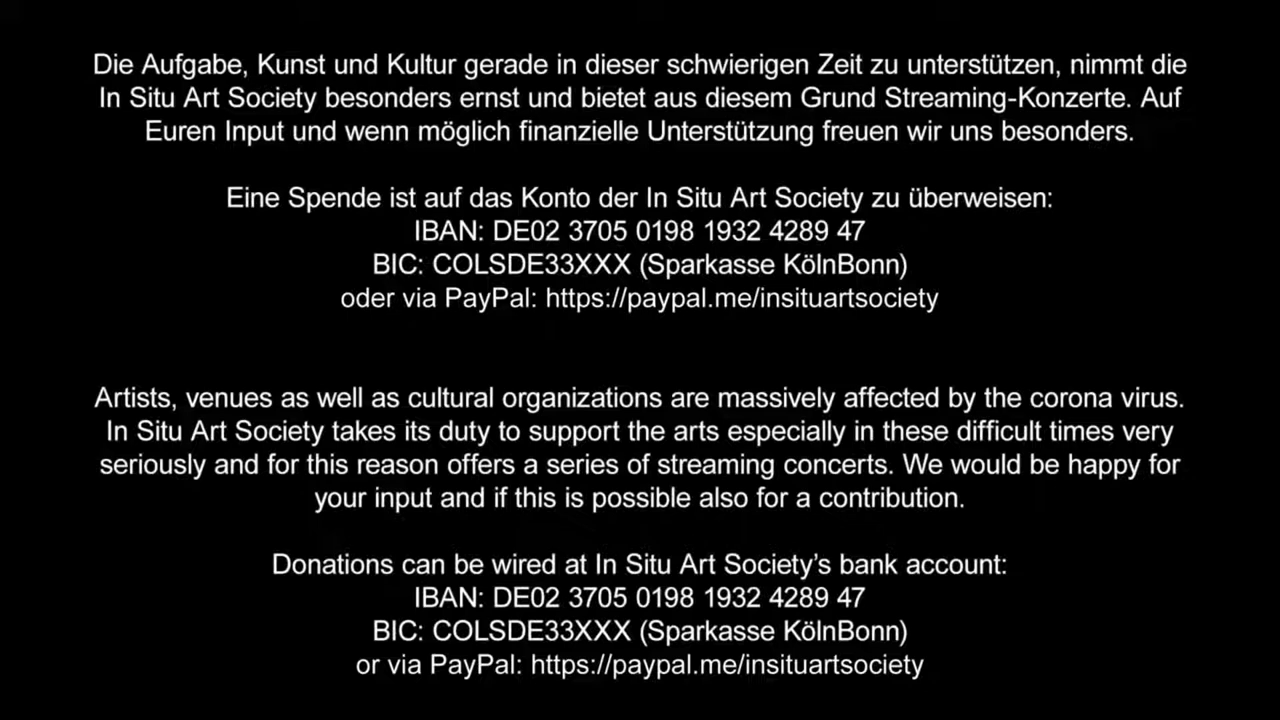 Die Aufgabe, Kunst und Kultur gerade in dieser schwierigen Zeit zu unterstützen, nimmt die
In Situ Art Society besonders ernst und bietet aus diesem Grund Streaming-Konzerte. Auf
Euren Input und wenn möglich finanzielle Unterstützung freuen wir uns besonders.
Eine Spende ist auf das Konto der In Situ Art Society zu überweisen:
IBAN: DE02 3705 0198 1932 4289 47
BIC: COLSDE33XXX (Sparkasse KölnBonn)
oder via PayPal: https://paypal.me/insituartsociety
Artists, venues as well as cultural organizations are massively affected by the corona virus.
In Situ Art Society takes its duty to support the arts especially in these difficult times very
seriously and for this reason offers a series of streaming concerts. We would be happy for
your input and if this is possible also for a contribution.
Donations can be wired at In Situ Art Society’s bank account:
IBAN: DE02 3705 0198 1932 4289 47
BIC: COLSDE33XXX (Sparkasse KölnBonn)
or via PayPal: https://paypal.me/insituartsociety